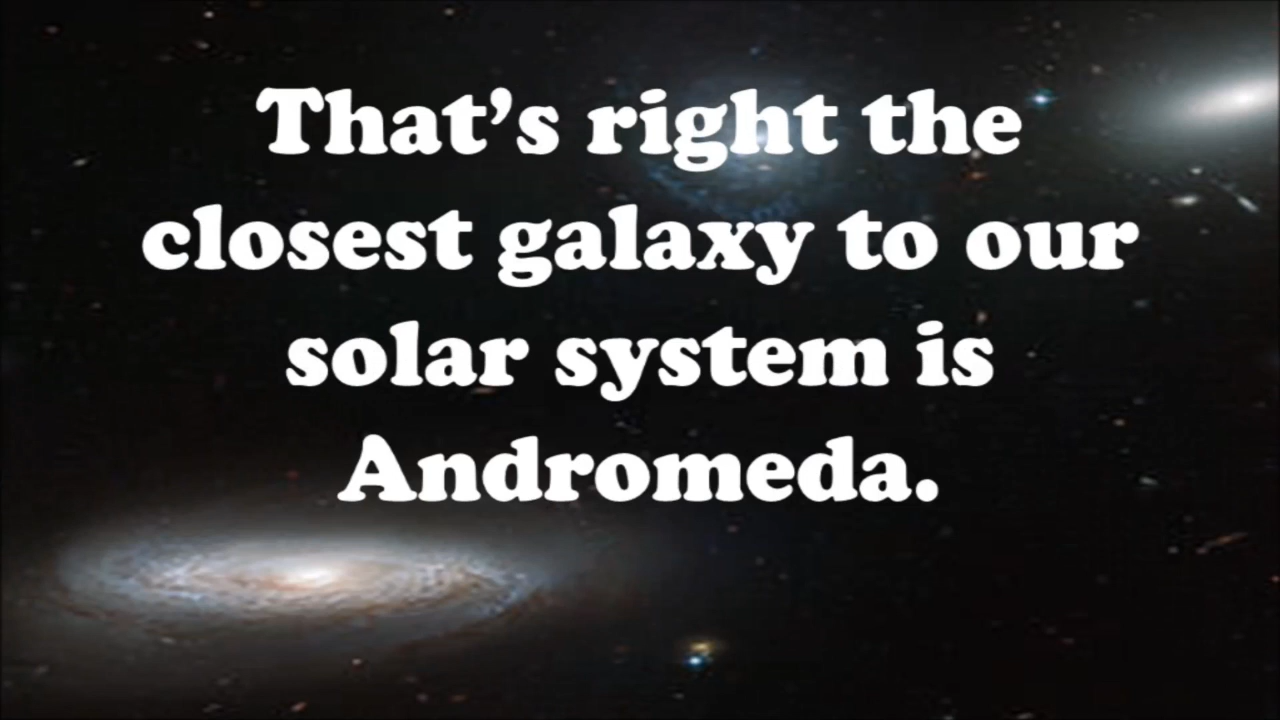 That’s right the
closest galaxy to our
solar system is
Andromeda.